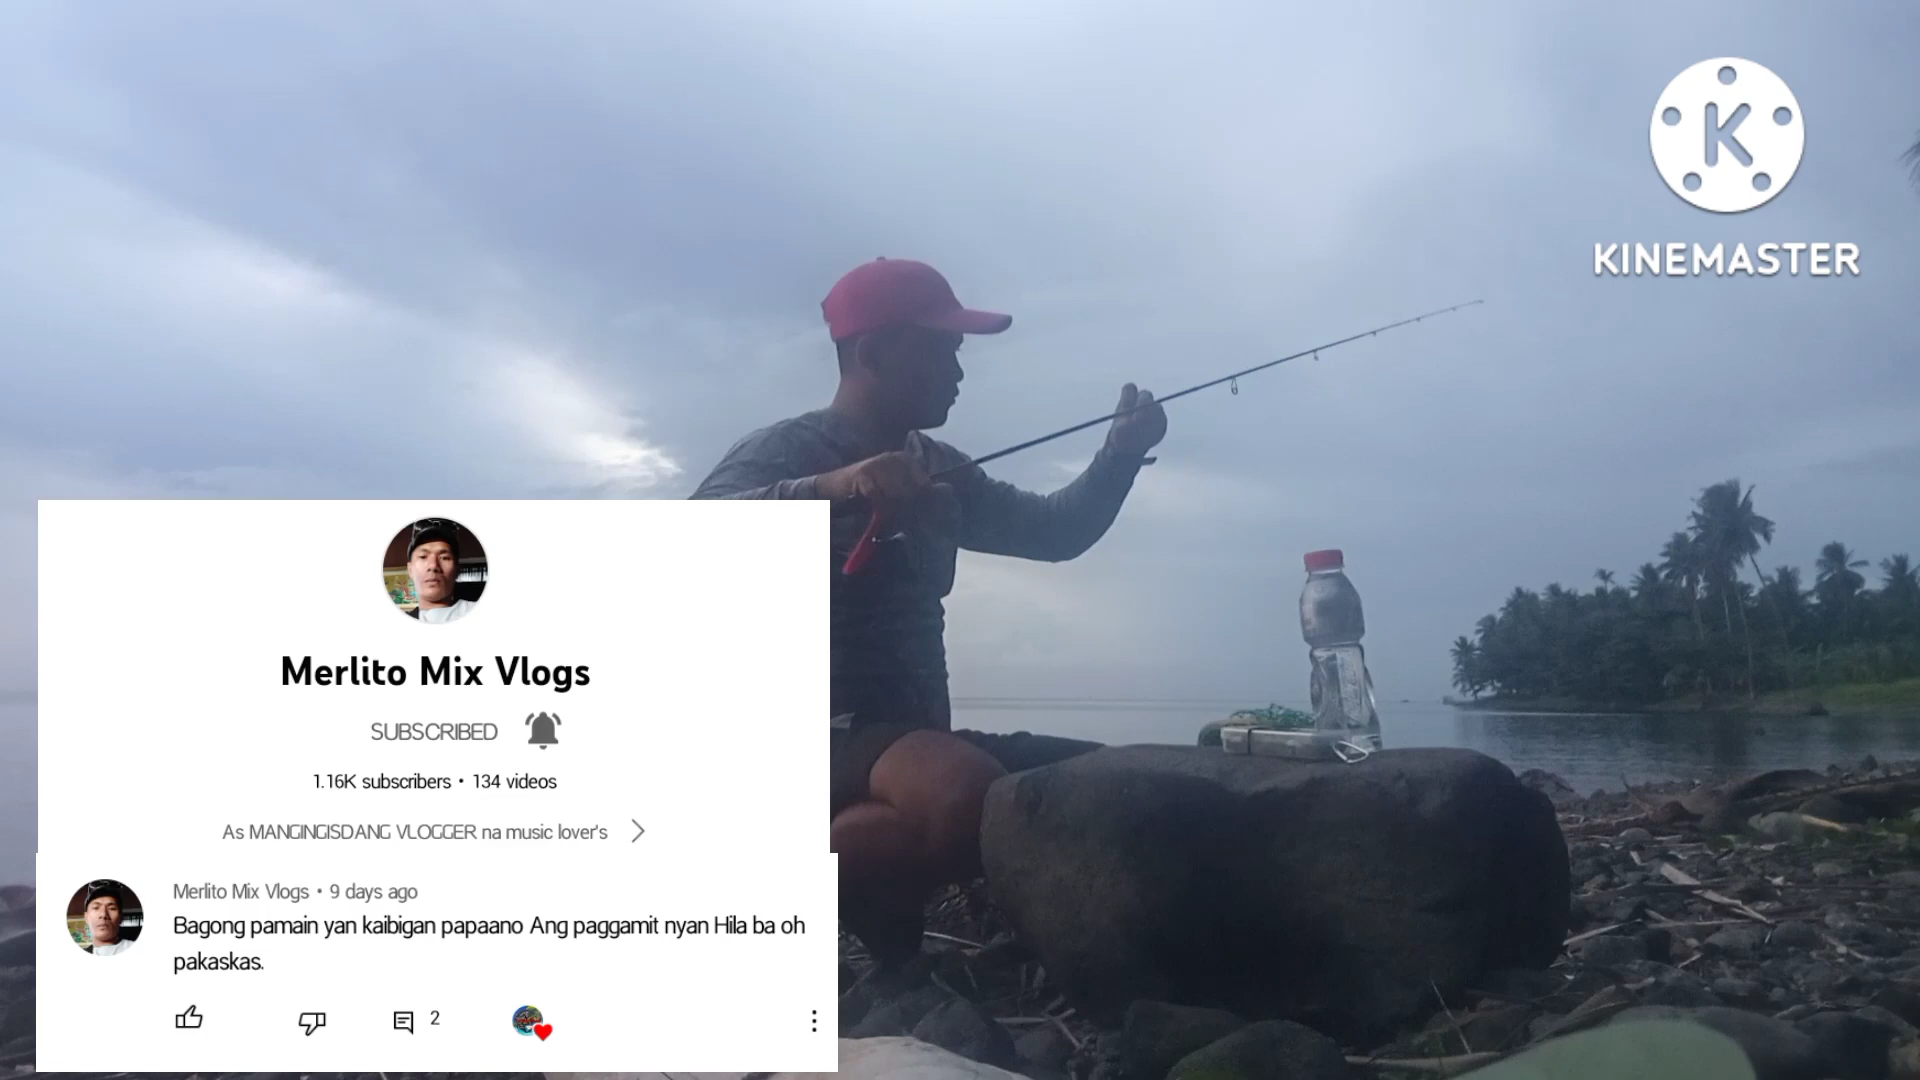 K
KINEMASTER
Merlito Mix Vlogs
SUBSCRIBED
1.16K subscribers • 134 videos
As MANGINGISDANG VLOGGER na music lover's
Merlito Mix Vlogs • 9 days ago
Bagong pamain yan kaibigan papaano Ang paggamit nyan Hila ba oh
pakaskas.
2